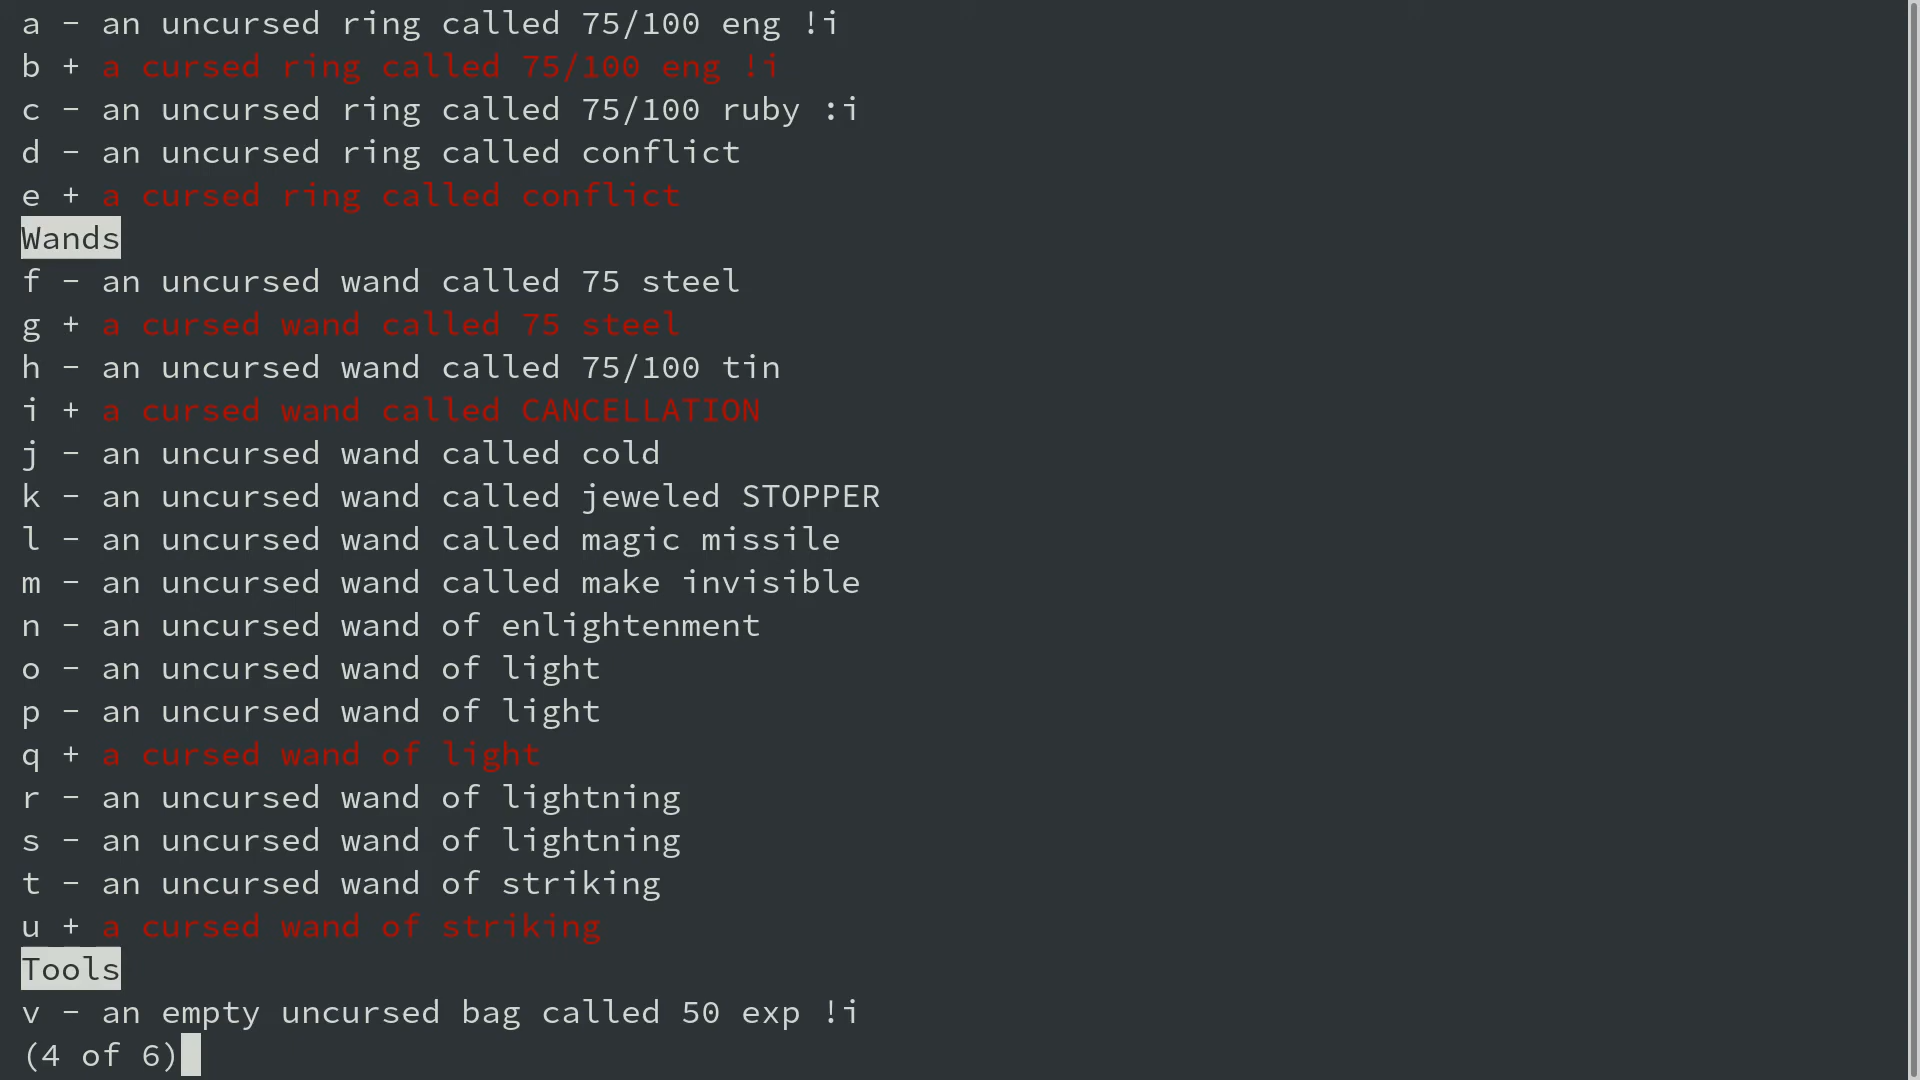 a - an uncursed ring called 75/100 eng !i
b + a cursed ring called 75/100 eng !i
c - an uncursed ring called 75/100 ruby :i
d - an uncursed ring called conflict
e + a cursed ring called conflict
Wands
f - an uncursed wand called 75 steel
g + a cursed wand called 75 steel
h - an uncursed wand called 75/100 tin
i + a cursed wand called CANCELLATION
j - an uncursed wand called cold
k - an uncursed wand called jeweled STOPPER
l - an uncursed wand called magic missile
m - an uncursed wand called make invisible
n - an uncursed wand of enlightenment
o - an uncursed wand of light
p - an uncursed wand of light
q + a cursed wand of light
r - an uncursed wand of lightning
s - an uncursed wand of lightning
t - an uncursed wand of striking
u + a cursed wand of striking
Tools
v - an empty uncursed bag called 50 exp !i
(4 of 6)